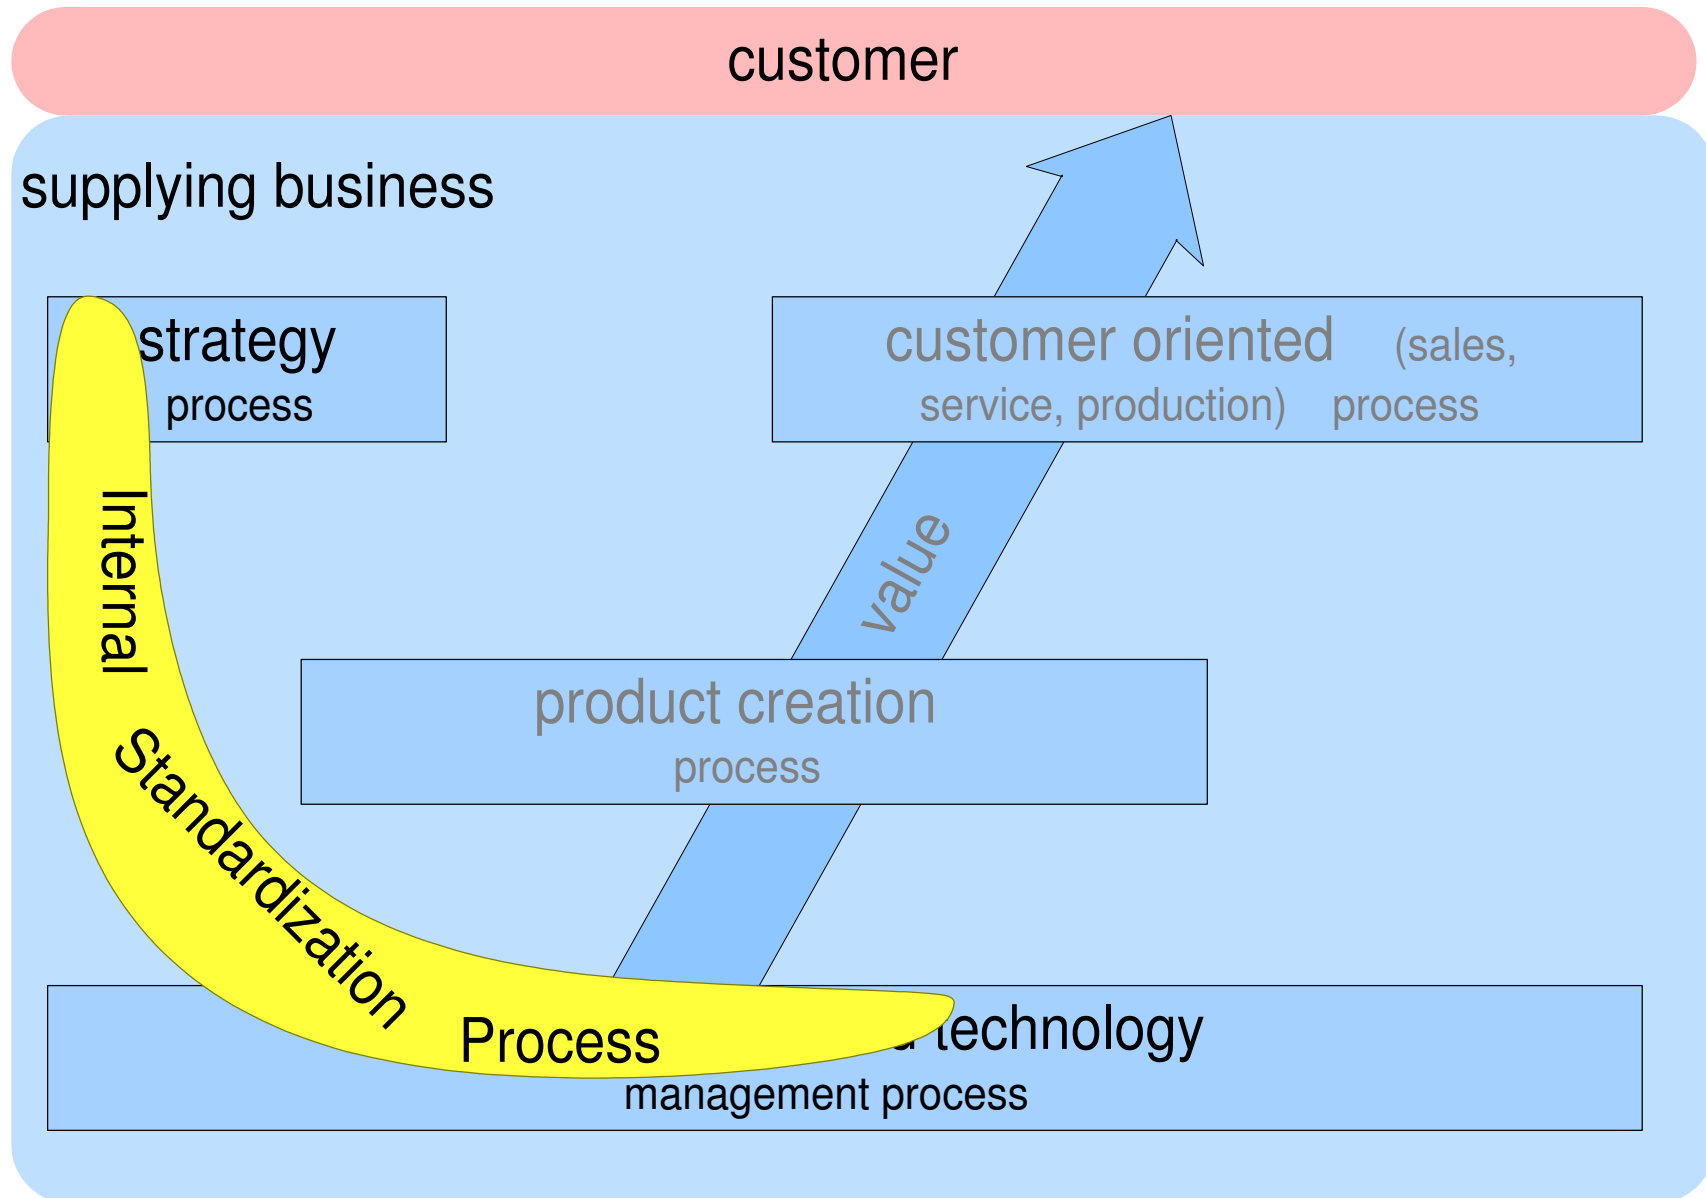 customer
supplying business
strategy
process
customer oriented (sales,
service, production) process
value
product creation
process
Internal
Standardization
Process
technology
management process